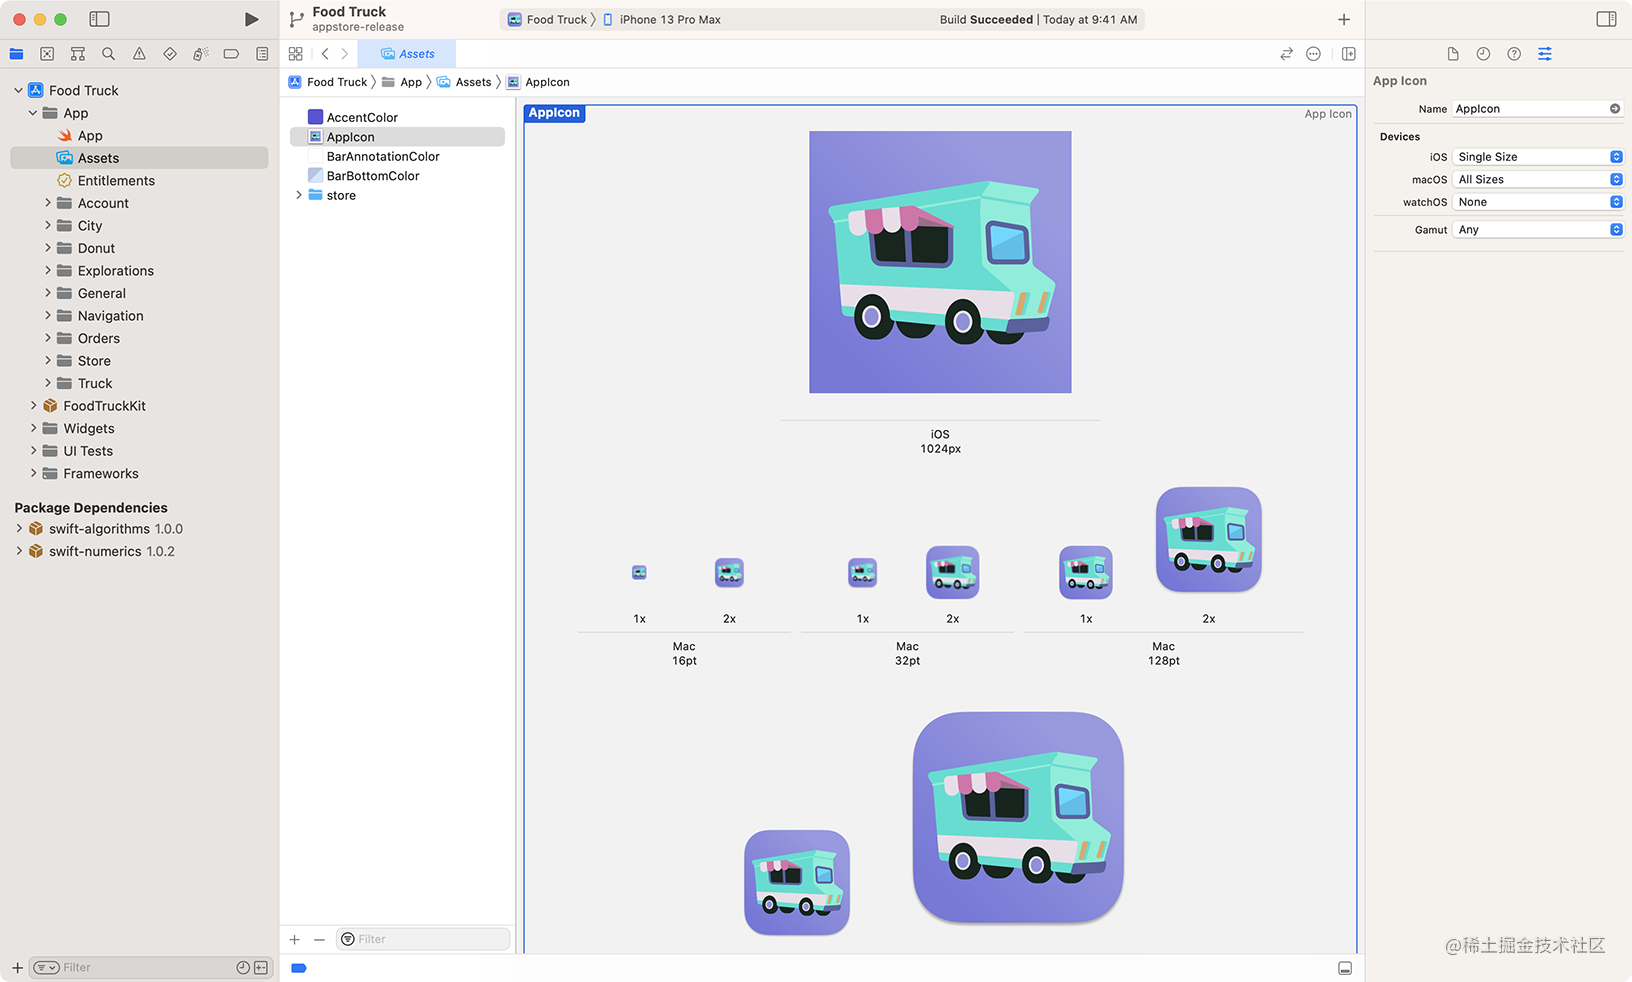 Food Truck
appstore-release
Food Truck
iPhone 13 Pro Max
Build Succeeded | Today at 9:41 AM
Assets
Food Truck
App
Assets
AppIcon
Food Truck
App
App
Assets
Entitlements
Account
City
Donut
Explorations
General
Navigation
Orders
Store
Truck
FoodTruckKit
Widgets
UI Tests
Frameworks
Package Dependencies
swift-algorithms 1.0.0
swift-numerics 1.0.2
Filter
AccentColor
AppIcon
BarAnnotationColor
BarBottomColor
store
Filter
AppIcon
App Icon
iOS
1024px
1x
2x
1x
2x
1x
2x
Mac
16pt
Mac
32pt
Mac
128pt
App Icon
Name AppIcon
Devices
iOS Single Size
macOS All Sizes
watchOS None
Gamut Any
@稀土掘金技术社区